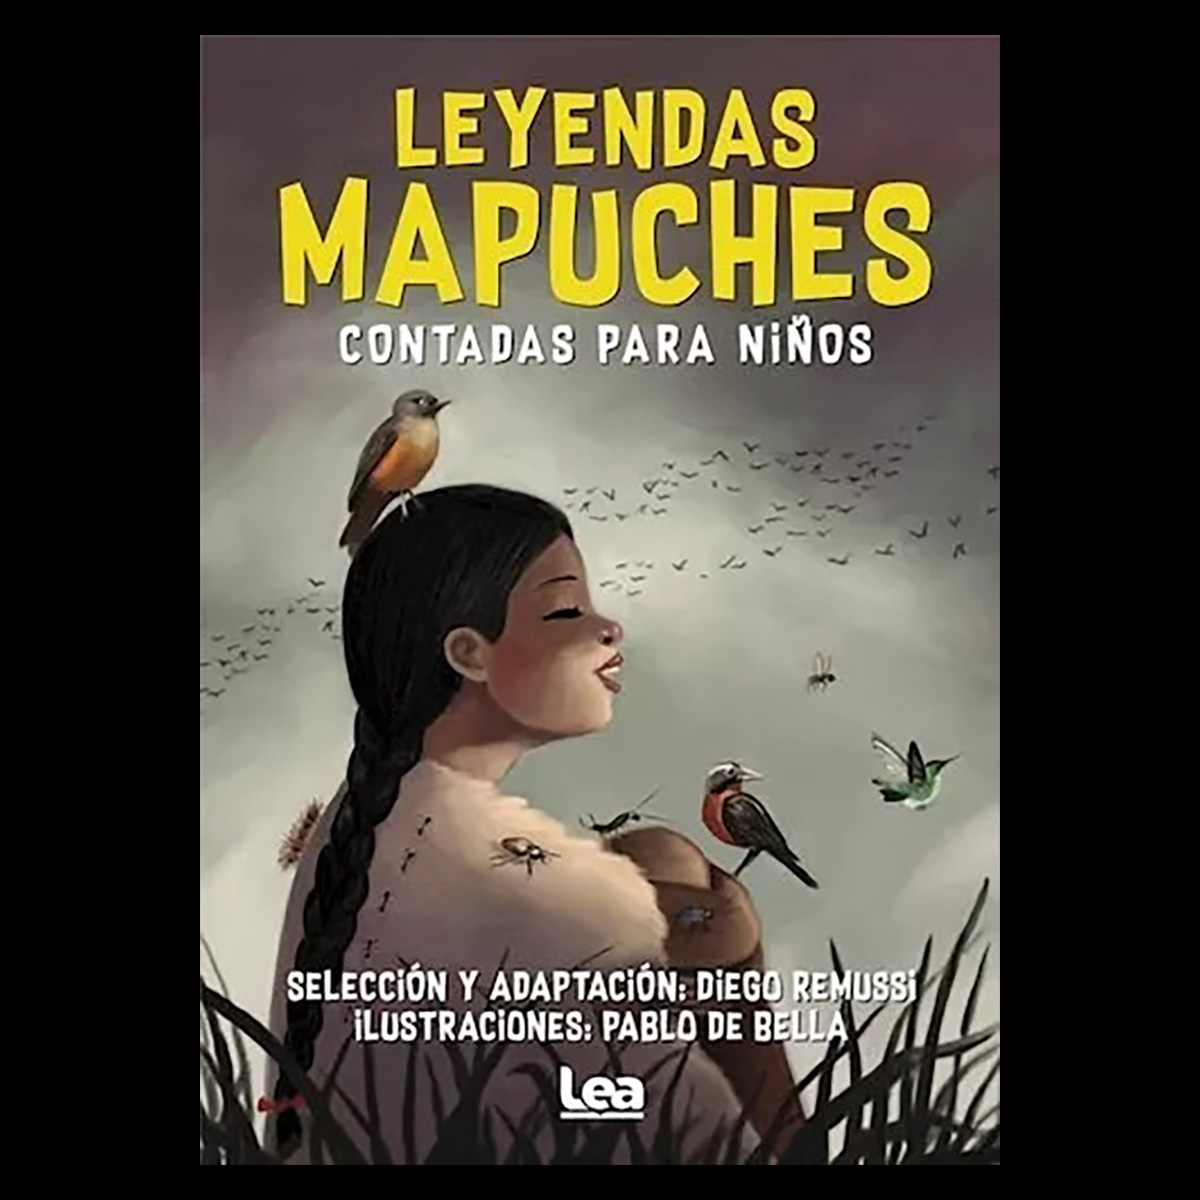 LEYENDAS
MAPUCHES
CONTADAS PARA NiÑOS
SELECCiÓN Y ADAPTACiÓN: DiEGO REMUSSi
iLUSTRACiONES: PABLO DE BELLA
Lea